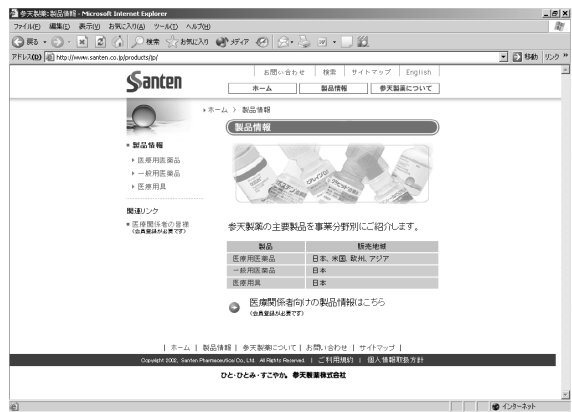 参天製薬:製品情報 - Microsoft Internet Explorer
ファイル(F) 編集(E) 表示(V) お気に入り(A) ツール(T) ヘルプ(H)
戻る 検索 お気に入り メディア
アドレス(D) http://www.santen.co.jp/products/jp/ 移動 リンク »
Santen
お問い合わせ | 検索 | サイトマップ | English
ホーム 製品情報 参天製薬について
ホーム > 製品情報
製品情報
製品情報
医療用医薬品
一般用医薬品
医療用具
関連リンク
医療関係者の皆様
(会員登録が必要です)
参天製薬の主要製品を事業分野別にご紹介します。
製品 販売地域
医療用医薬品 日本、米国、欧州、アジア
一般用医薬品 日本
医療用具 日本
医療関係者向けの製品情報はこちら
(会員登録が必要です)
| ホーム | 製品情報 | 参天製薬について | お問い合わせ | サイトマップ |
Copyright 2002, Santen Pharmaceutical Co., Ltd. All Rights Reserved. | ご利用規約 | 個人情報取扱方針
ひと・ひとみ・すこやか。 参天製薬株式会社
インターネット